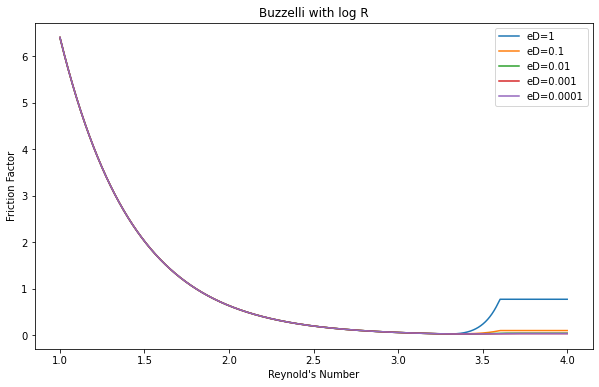 Buzzelli with log R
eD=1
eD=0.1
eD=0.01
eD=0.001
eD=0.0001
Friction Factor
6
5
4
3
2
1
0
1.0 1.5 2.0 2.5 3.0 3.5 4.0
Reynold's Number